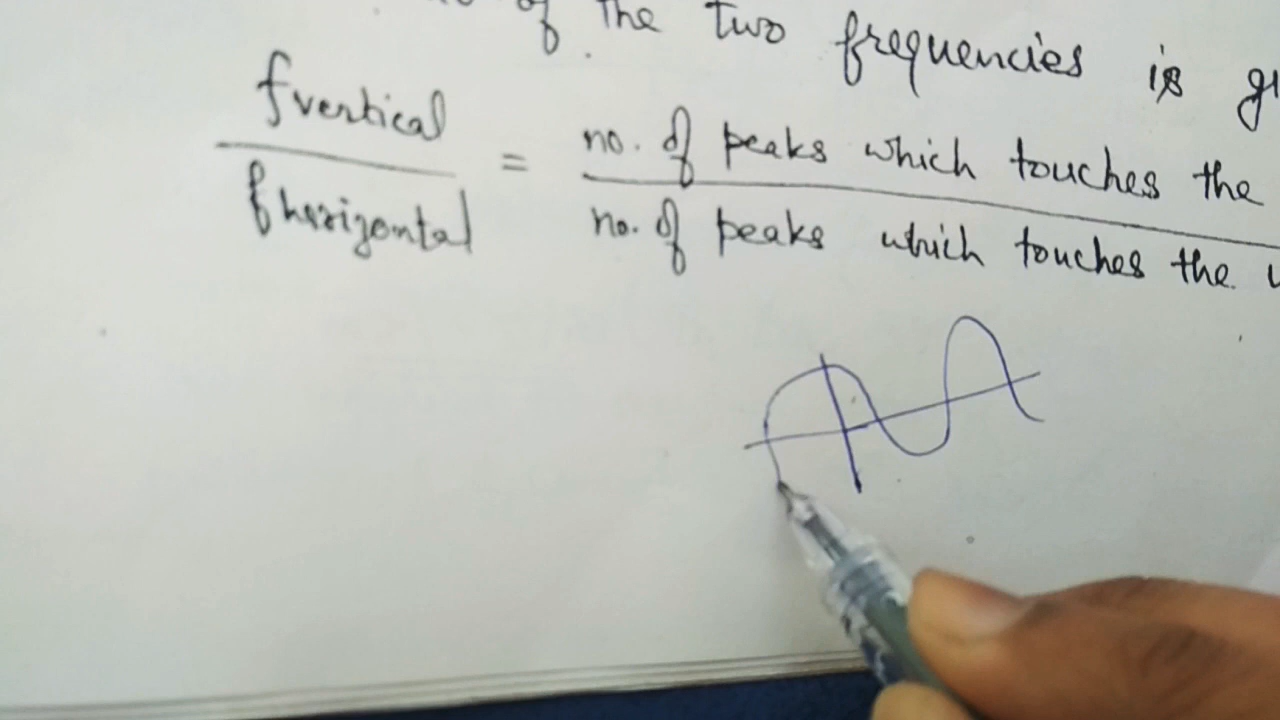 of the two frequencies is
fvertical / fhorizontal = no. of peaks which touches the / no. of peaks which touches the